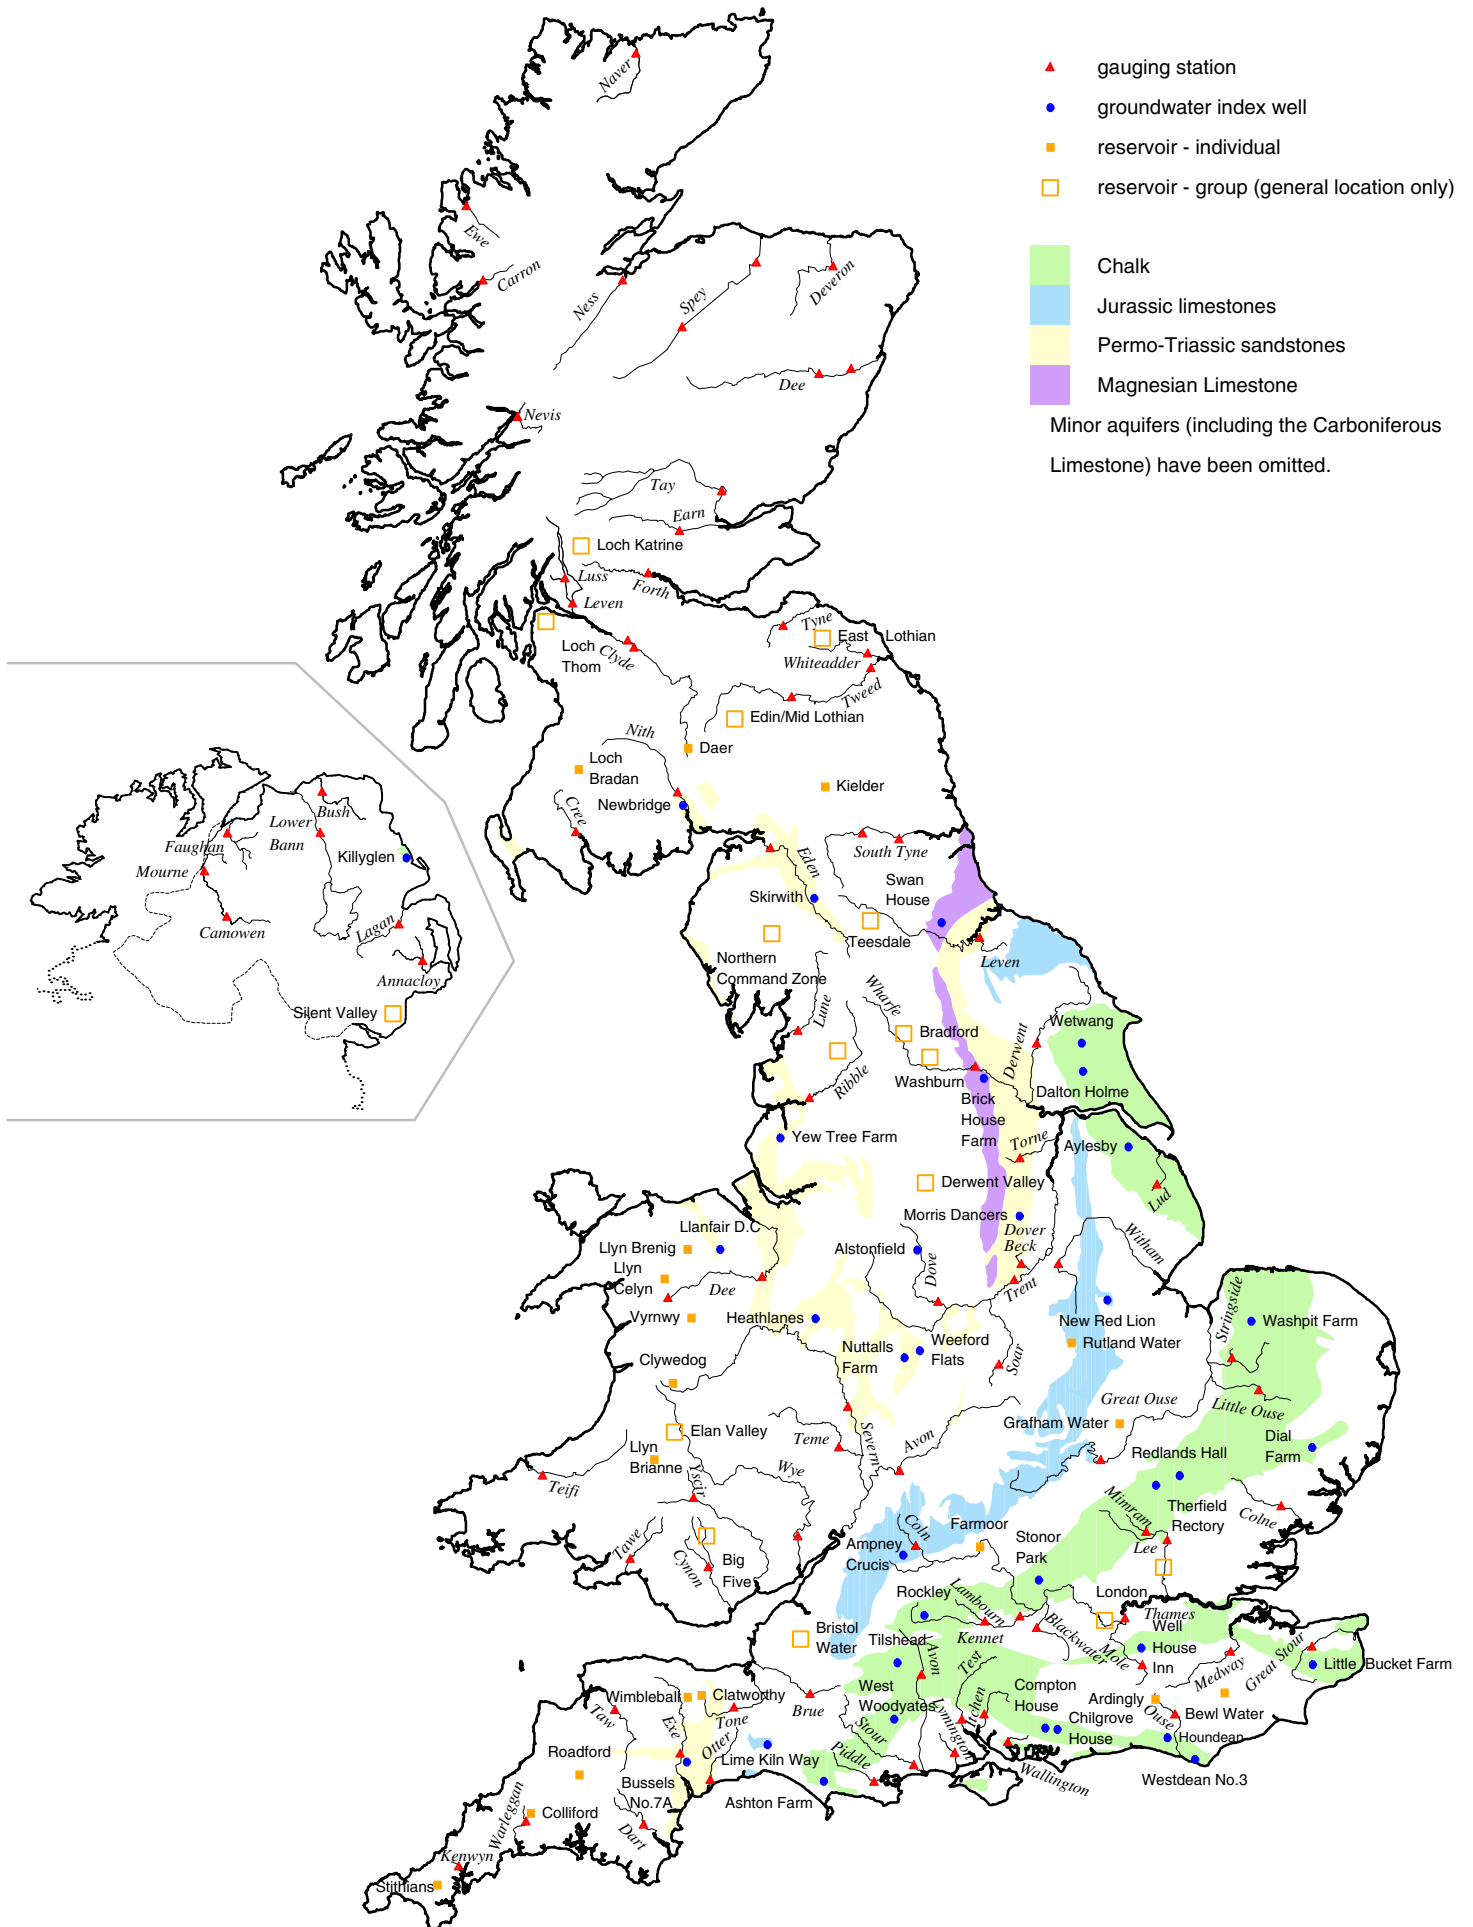 gauging station
groundwater index well
reservoir - individual
reservoir - group (general location only)
Chalk
Jurassic limestones
Permo-Triassic sandstones
Magnesian Limestone
Minor aquifers (including the Carboniferous
Limestone) have been omitted.
Naver
Ewe
Carron
Ness
Spey
Deveron
Dee
Nevis
Tay
Earn
Loch Katrine
Luss
Forth
Leven
Loch
Thom
Clyde
Tyne
East Lothian
Whiteadder
Tweed
Edin/Mid Lothian
Nith
Daer
Loch
Bradan
Kielder
Newbridge
Cree
Bush
Lower
Bann
Faughan
Killyglen
Mourne
Camowen
Lagan
Annacloy
Silent Valley
South Tyne
Eden
Swan
House
Skirwith
Teesdale
Northern
Command Zone
Leven
Lune
Wharfe
Bradford
Wetwang
Derwent
Ribble
Washburn
Dalton Holme
Brick
House
Farm
Yew Tree Farm
Torne
Aylesby
Derwent Valley
Lud
Morris Dancers
Llanfair D.C
Dover
Beck
Witham
Llyn Brenig
Alstonfield
Llyn
Celyn
Dee
Dove
Trent
Stringside
Vyrnwy
Heathlanes
New Red Lion
Washpit Farm
Nuttalls
Farm
Weeford
Flats
Rutland Water
Soar
Clywedog
Great Ouse
Little Ouse
Grafham Water
Elan Valley
Teme
Severn
Avon
Dial
Farm
Llyn
Brianne
Redlands Hall
Teifi
Yscir
Wye
Mimram
Therfield
Rectory
Colne
Coln
Farmoor
Stonor
Park
Tawe
Cynon
Big
Five
Ampney
Crucis
Lee
London
Rockley
Lambourn
Thames
Bristol
Water
Tilshead
Kennet
Blackwater
Well
House
Inn
Mole
Great Stour
Avon
Test
Medway
Little Bucket Farm
Wimbleball
Clatworthy
West
Woodyates
Compton
House
Ardingly
Taw
Exe
Tone
Brue
Lymington
Itchen
Chilgrove
House
Ouse
Bewl Water
Stour
Houndean
Roadford
Otter
Lime Kiln Way
Piddle
Wallington
Westdean No.3
Bussels
No.7A
Ashton Farm
Warleggan
Colliford
Dart
Kenwyn
Stithians